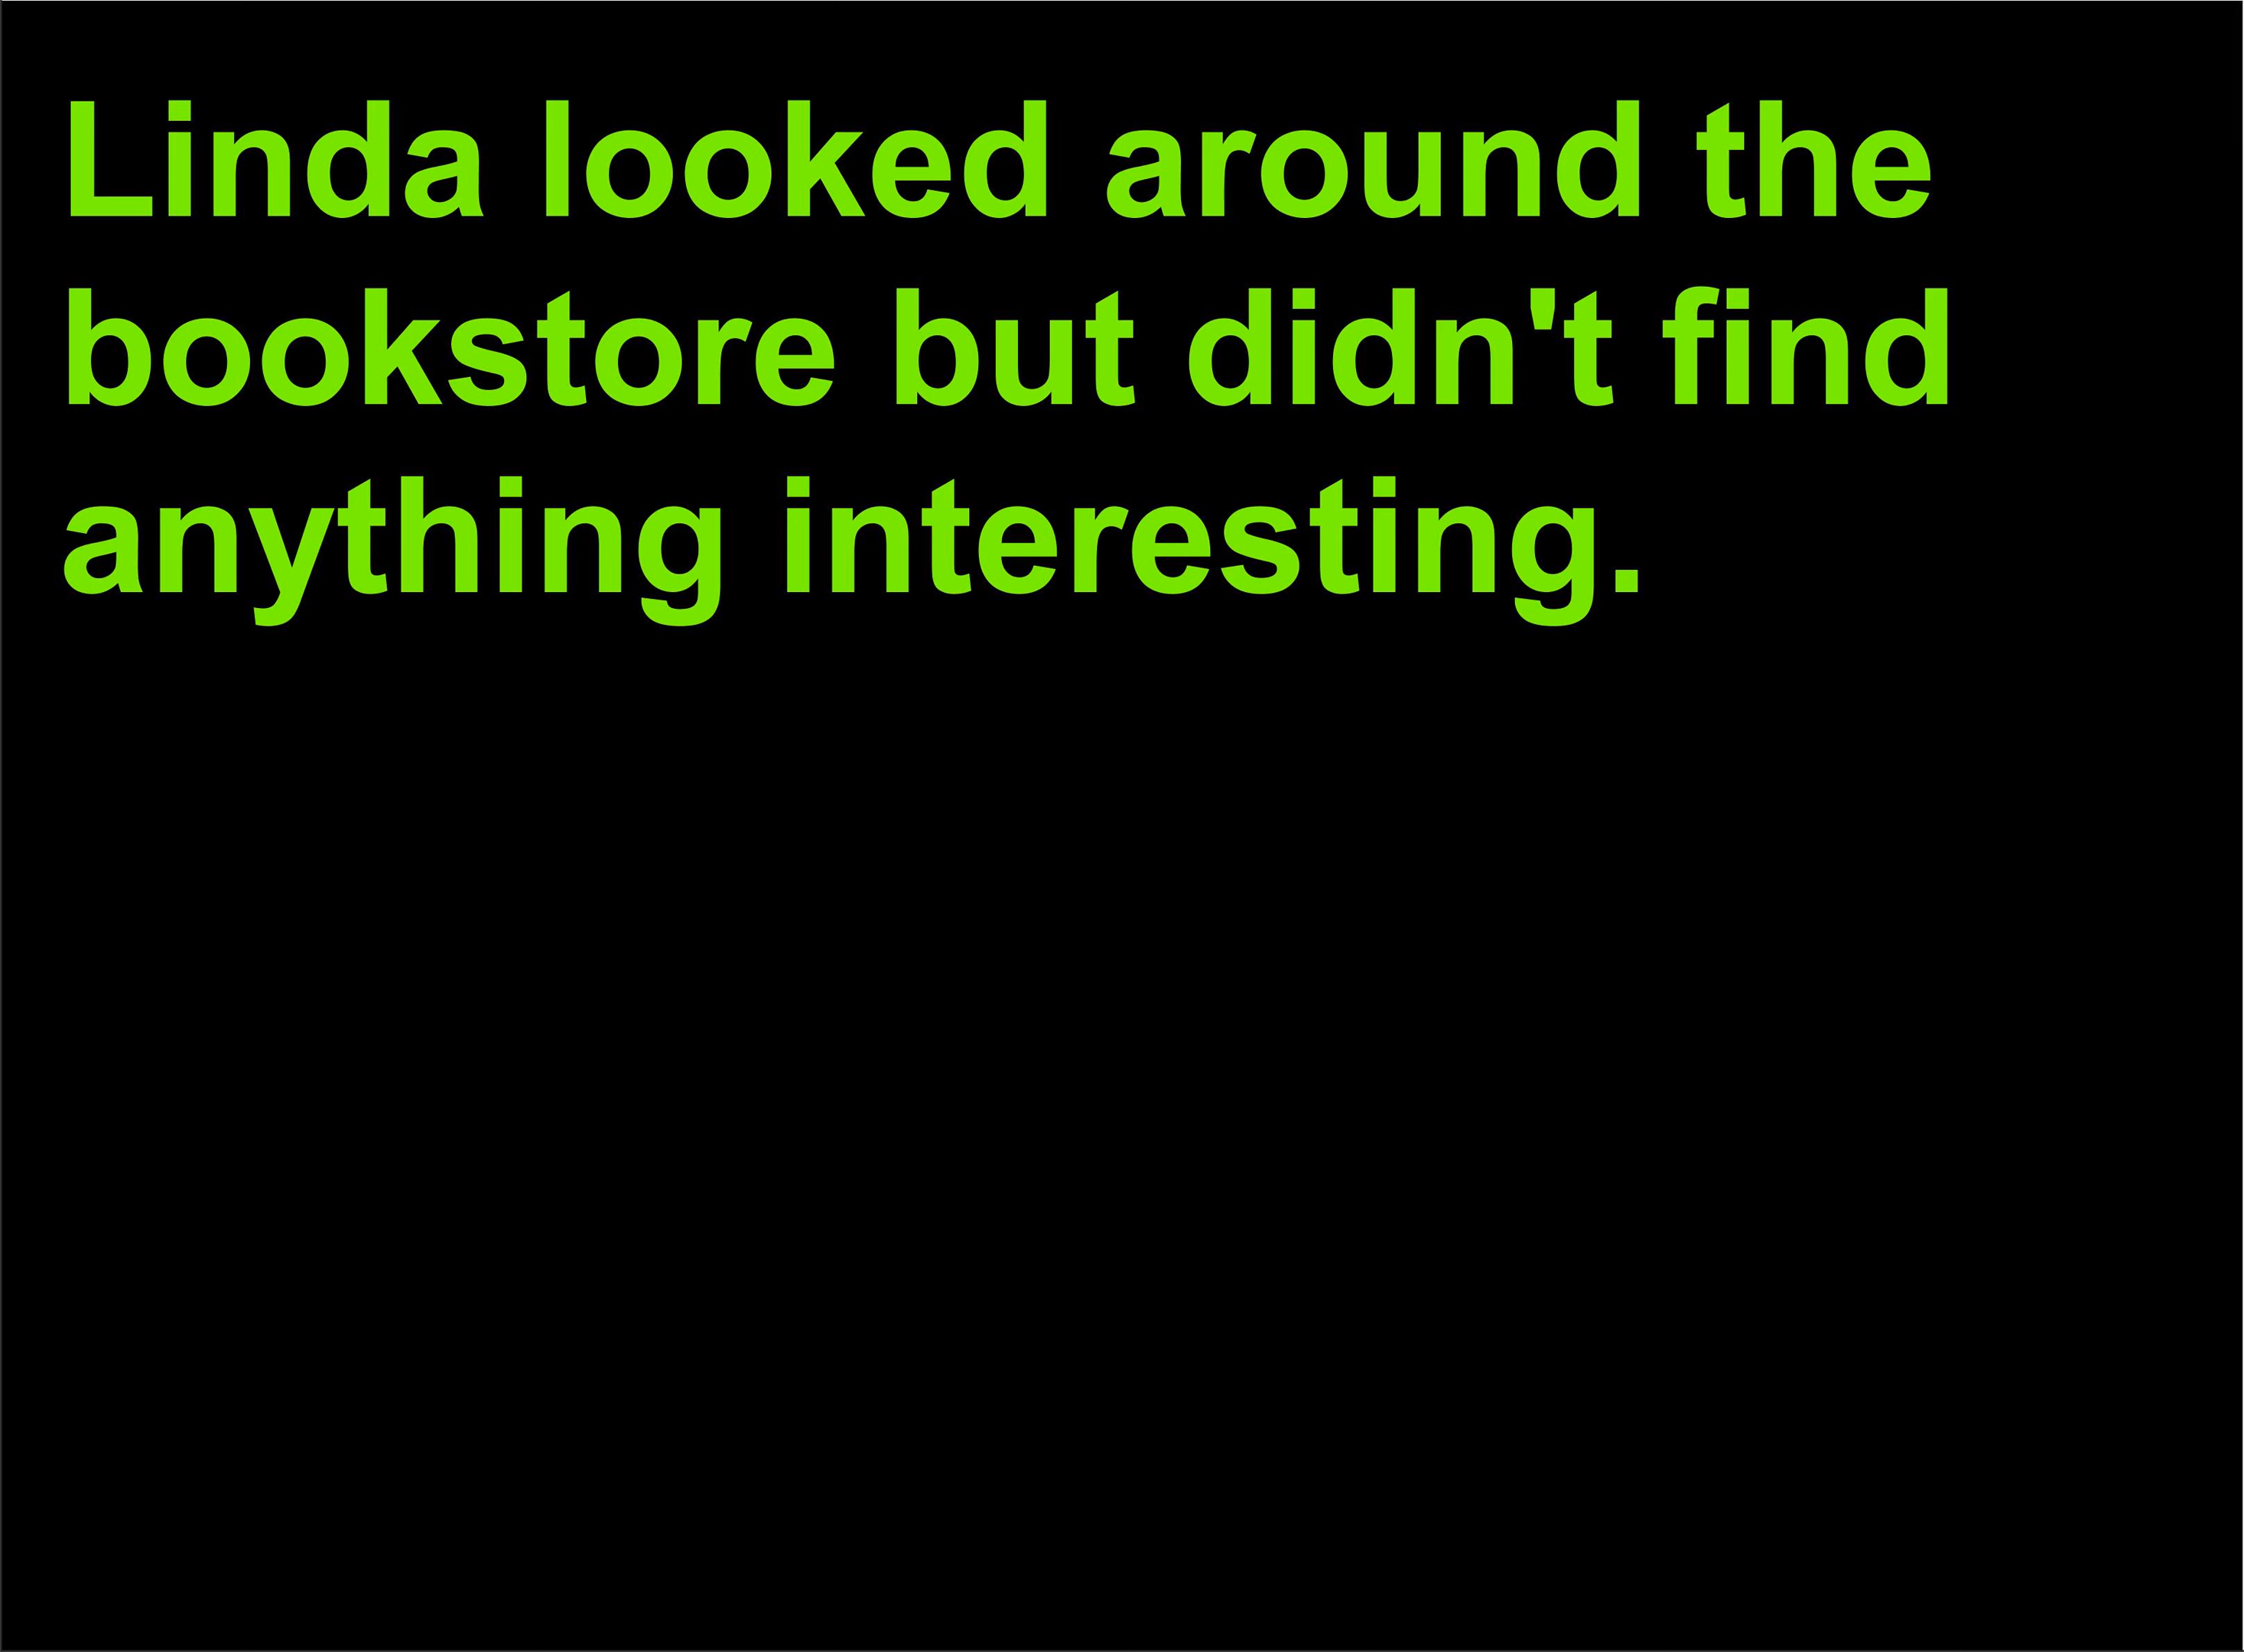 Linda looked around the
bookstore but didn't find
anything interesting.